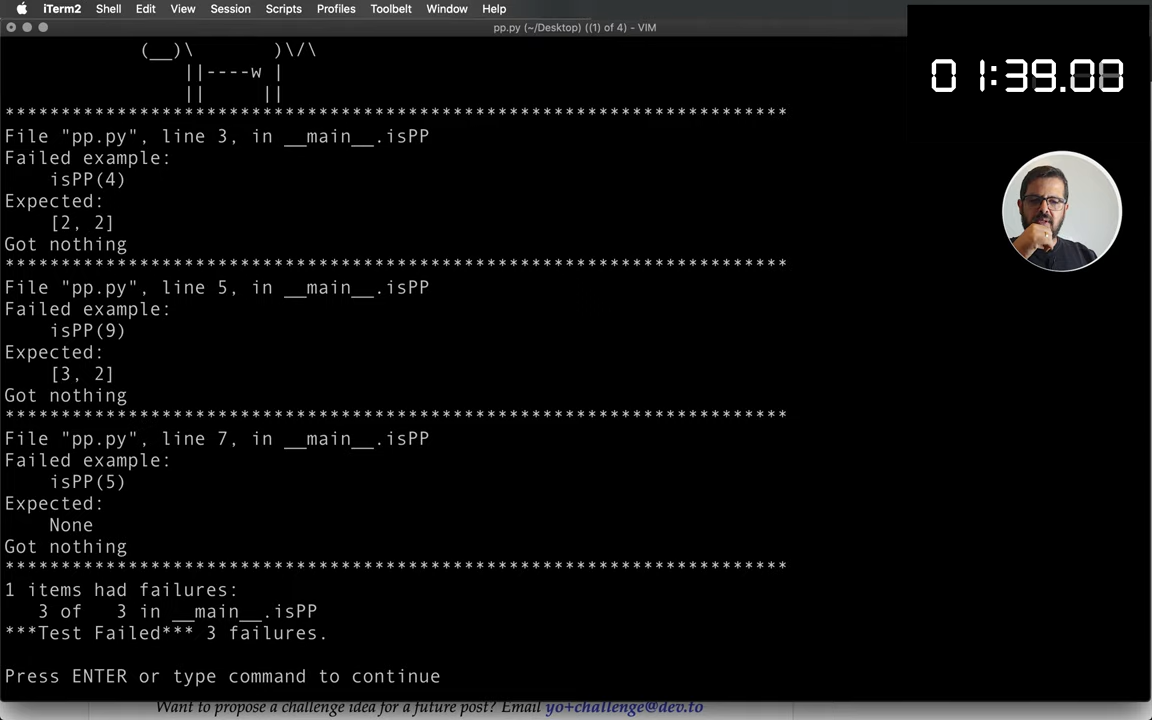 iTerm2 Shell Edit View Session Scripts Profiles Toolbelt Window Help
pp.py (~/Desktop) ((1) of 4) - VIM
01:39.00
(__)\       )\/\
||----w |
||     ||
**********************************************************************
File "pp.py", line 3, in __main__.isPP
Failed example:
    isPP(4)
Expected:
    [2, 2]
Got nothing
**********************************************************************
File "pp.py", line 5, in __main__.isPP
Failed example:
    isPP(9)
Expected:
    [3, 2]
Got nothing
**********************************************************************
File "pp.py", line 7, in __main__.isPP
Failed example:
    isPP(5)
Expected:
    None
Got nothing
**********************************************************************
1 items had failures:
   3 of   3 in __main__.isPP
***Test Failed*** 3 failures.
Press ENTER or type command to continue
Want to propose a challenge idea for a future post? Email yo+challenge@dev.to